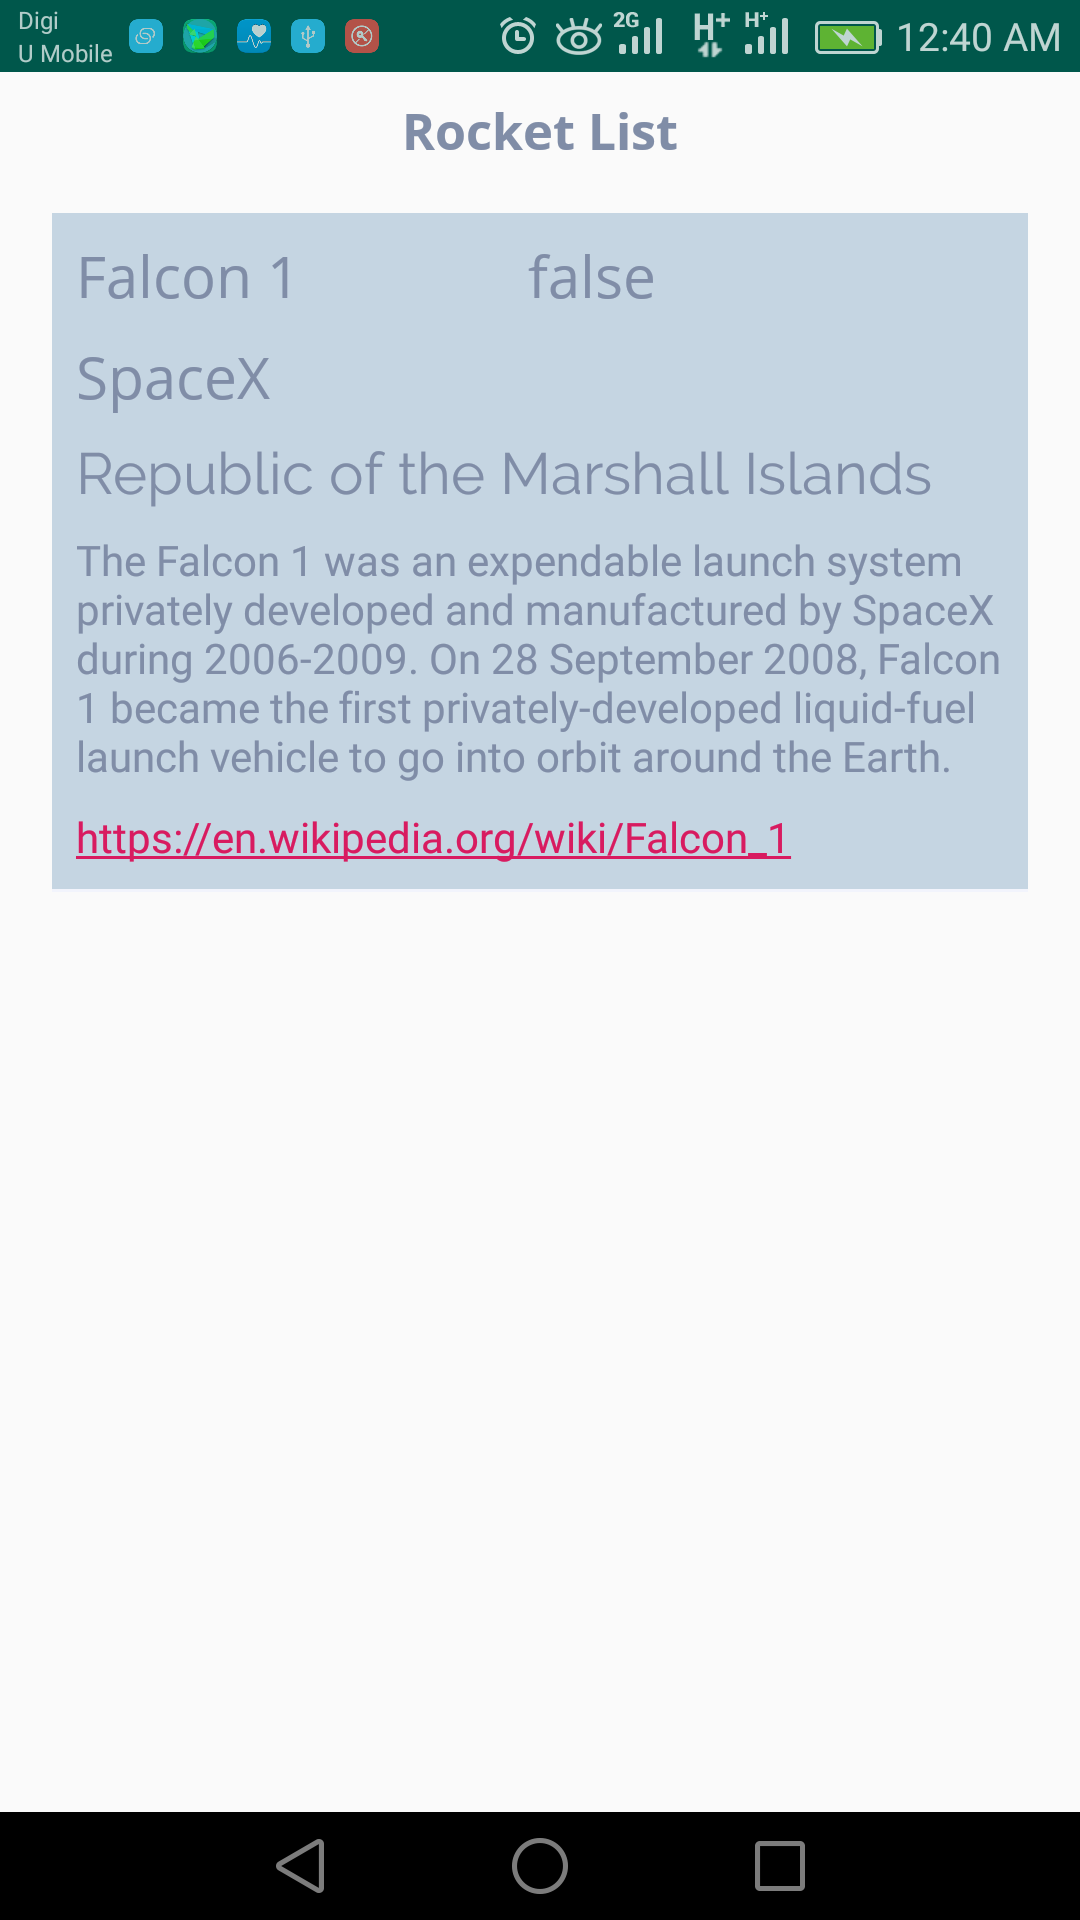 Digi
U Mobile
2G H+ H+ 12:40 AM
Rocket List
Falcon 1 false
SpaceX
Republic of the Marshall Islands
The Falcon 1 was an expendable launch system
privately developed and manufactured by SpaceX
during 2006-2009. On 28 September 2008, Falcon
1 became the first privately-developed liquid-fuel
launch vehicle to go into orbit around the Earth.
https://en.wikipedia.org/wiki/Falcon_1